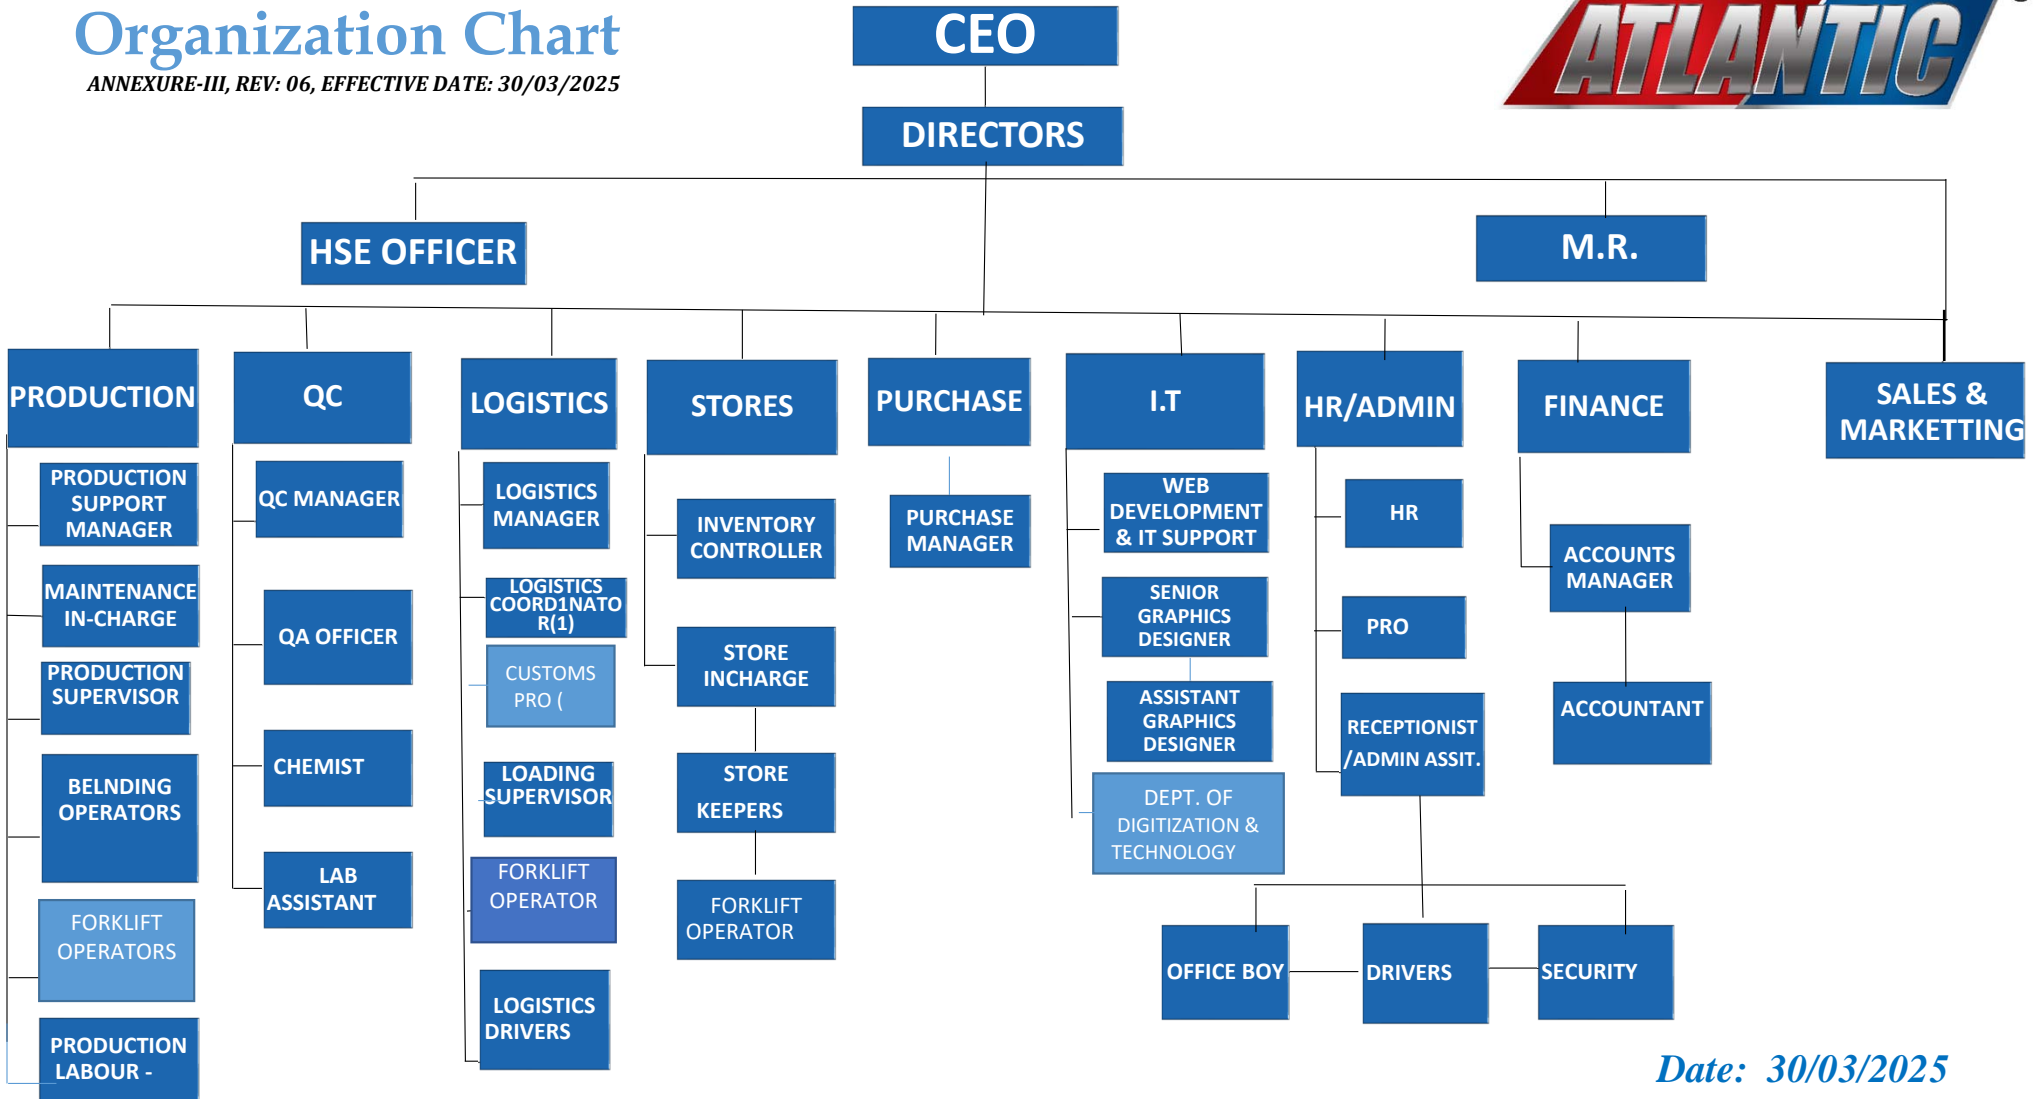 Organization Chart
ANNEXURE-III, REV: 06, EFFECTIVE DATE: 30/03/2025
CEO
ATLANTIC
DIRECTORS
HSE OFFICER
M.R.
PRODUCTION
QC
LOGISTICS
STORES
PURCHASE
I.T
HR/ADMIN
FINANCE
SALES &
MARKETTING
PRODUCTION
SUPPORT
MANAGER
MAINTENANCE
IN-CHARGE
PRODUCTION
SUPERVISOR
BELNDING
OPERATORS
FORKLIFT
OPERATORS
PRODUCTION
LABOUR -
QC MANAGER
QA OFFICER
CHEMIST
LAB
ASSISTANT
LOGISTICS
MANAGER
LOGISTICS
COORD1NATO
R(1)
CUSTOMS
PRO (
LOADING
SUPERVISOR
FORKLIFT
OPERATOR
LOGISTICS
DRIVERS
INVENTORY
CONTROLLER
STORE
INCHARGE
STORE
KEEPERS
FORKLIFT
OPERATOR
PURCHASE
MANAGER
WEB
DEVELOPMENT
& IT SUPPORT
SENIOR
GRAPHICS
DESIGNER
ASSISTANT
GRAPHICS
DESIGNER
DEPT. OF
DIGITIZATION &
TECHNOLOGY
HR
PRO
RECEPTIONIST
/ADMIN ASSIT.
OFFICE BOY
DRIVERS
SECURITY
ACCOUNTS
MANAGER
ACCOUNTANT
Date: 30/03/2025